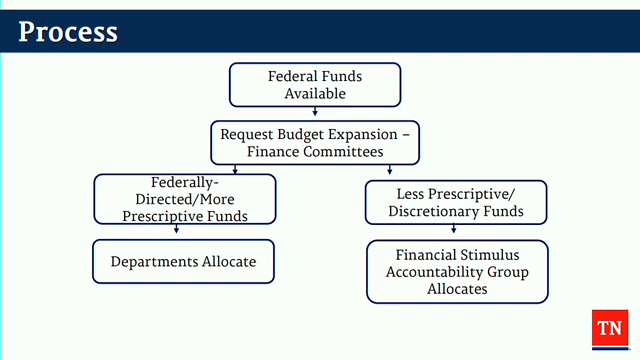 Process
Federal Funds
Available
Request Budget Expansion –
Finance Committees
Federally-
Directed/More
Prescriptive Funds
Less Prescriptive/
Discretionary Funds
Departments Allocate
Financial Stimulus
Accountability Group
Allocates
TN